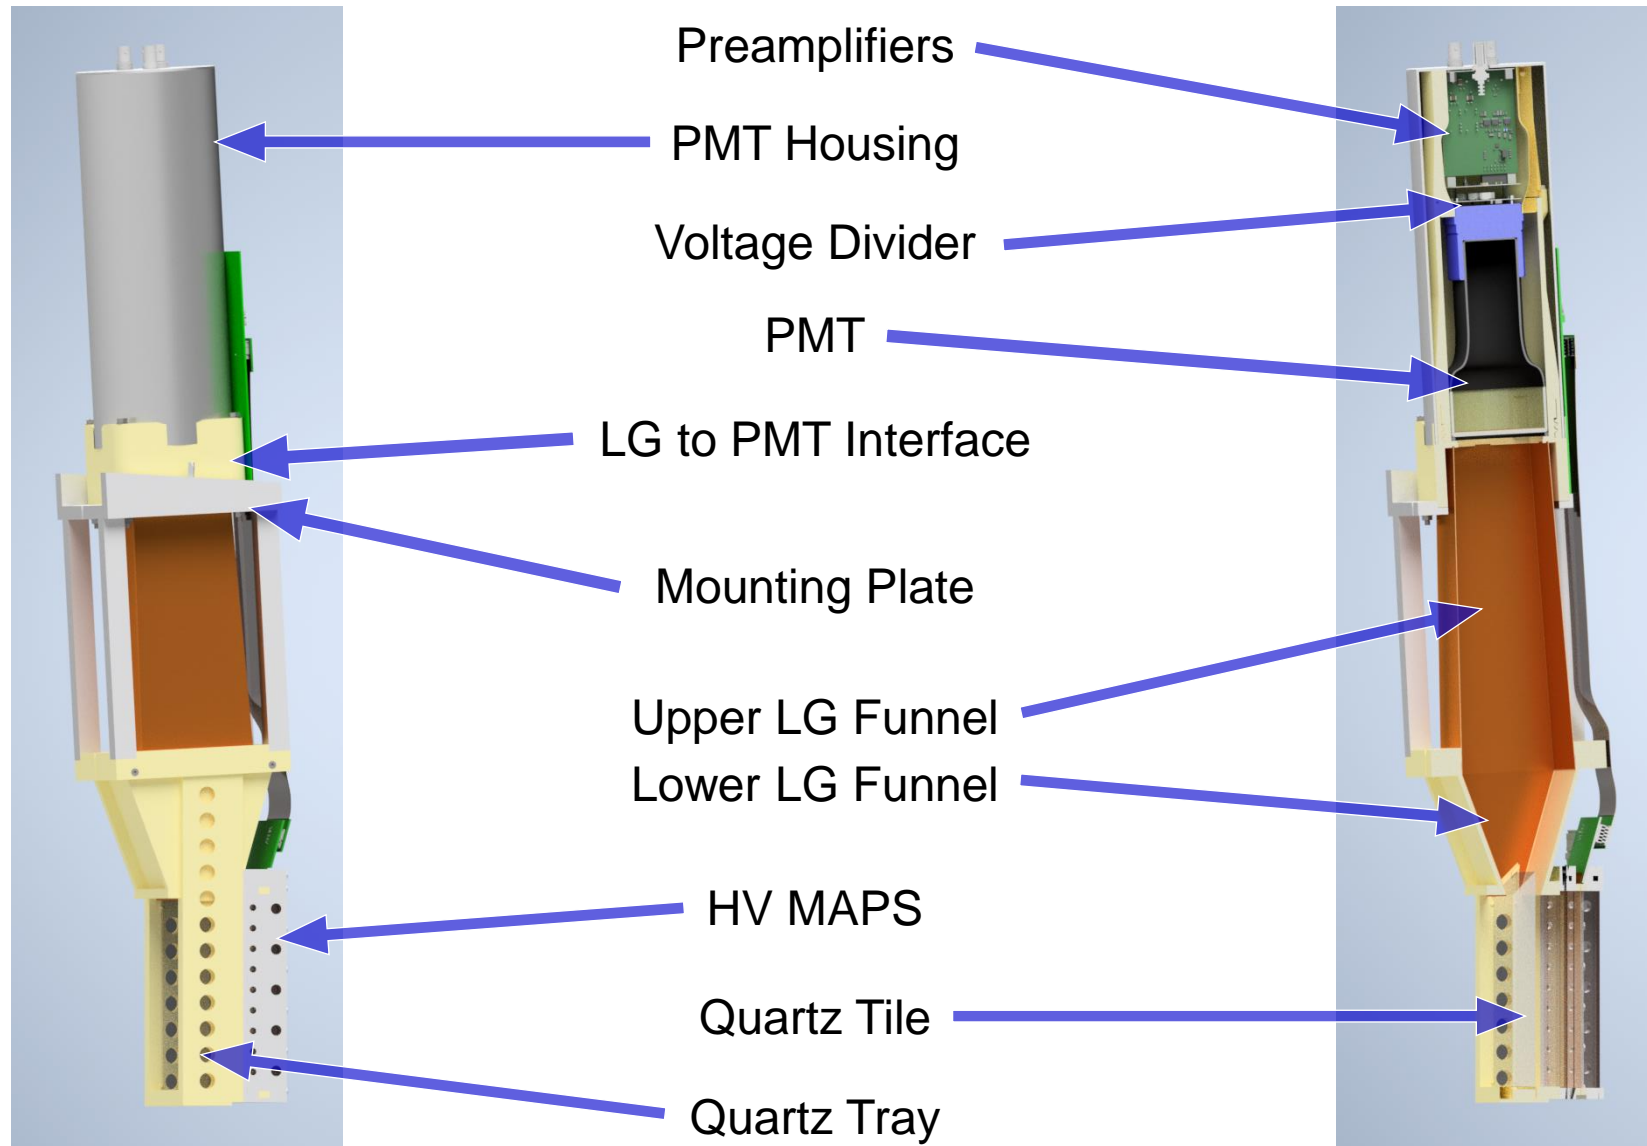 Preamplifiers
PMT Housing
Voltage Divider
PMT
LG to PMT Interface
Mounting Plate
Upper LG Funnel
Lower LG Funnel
HV MAPS
Quartz Tile
Quartz Tray